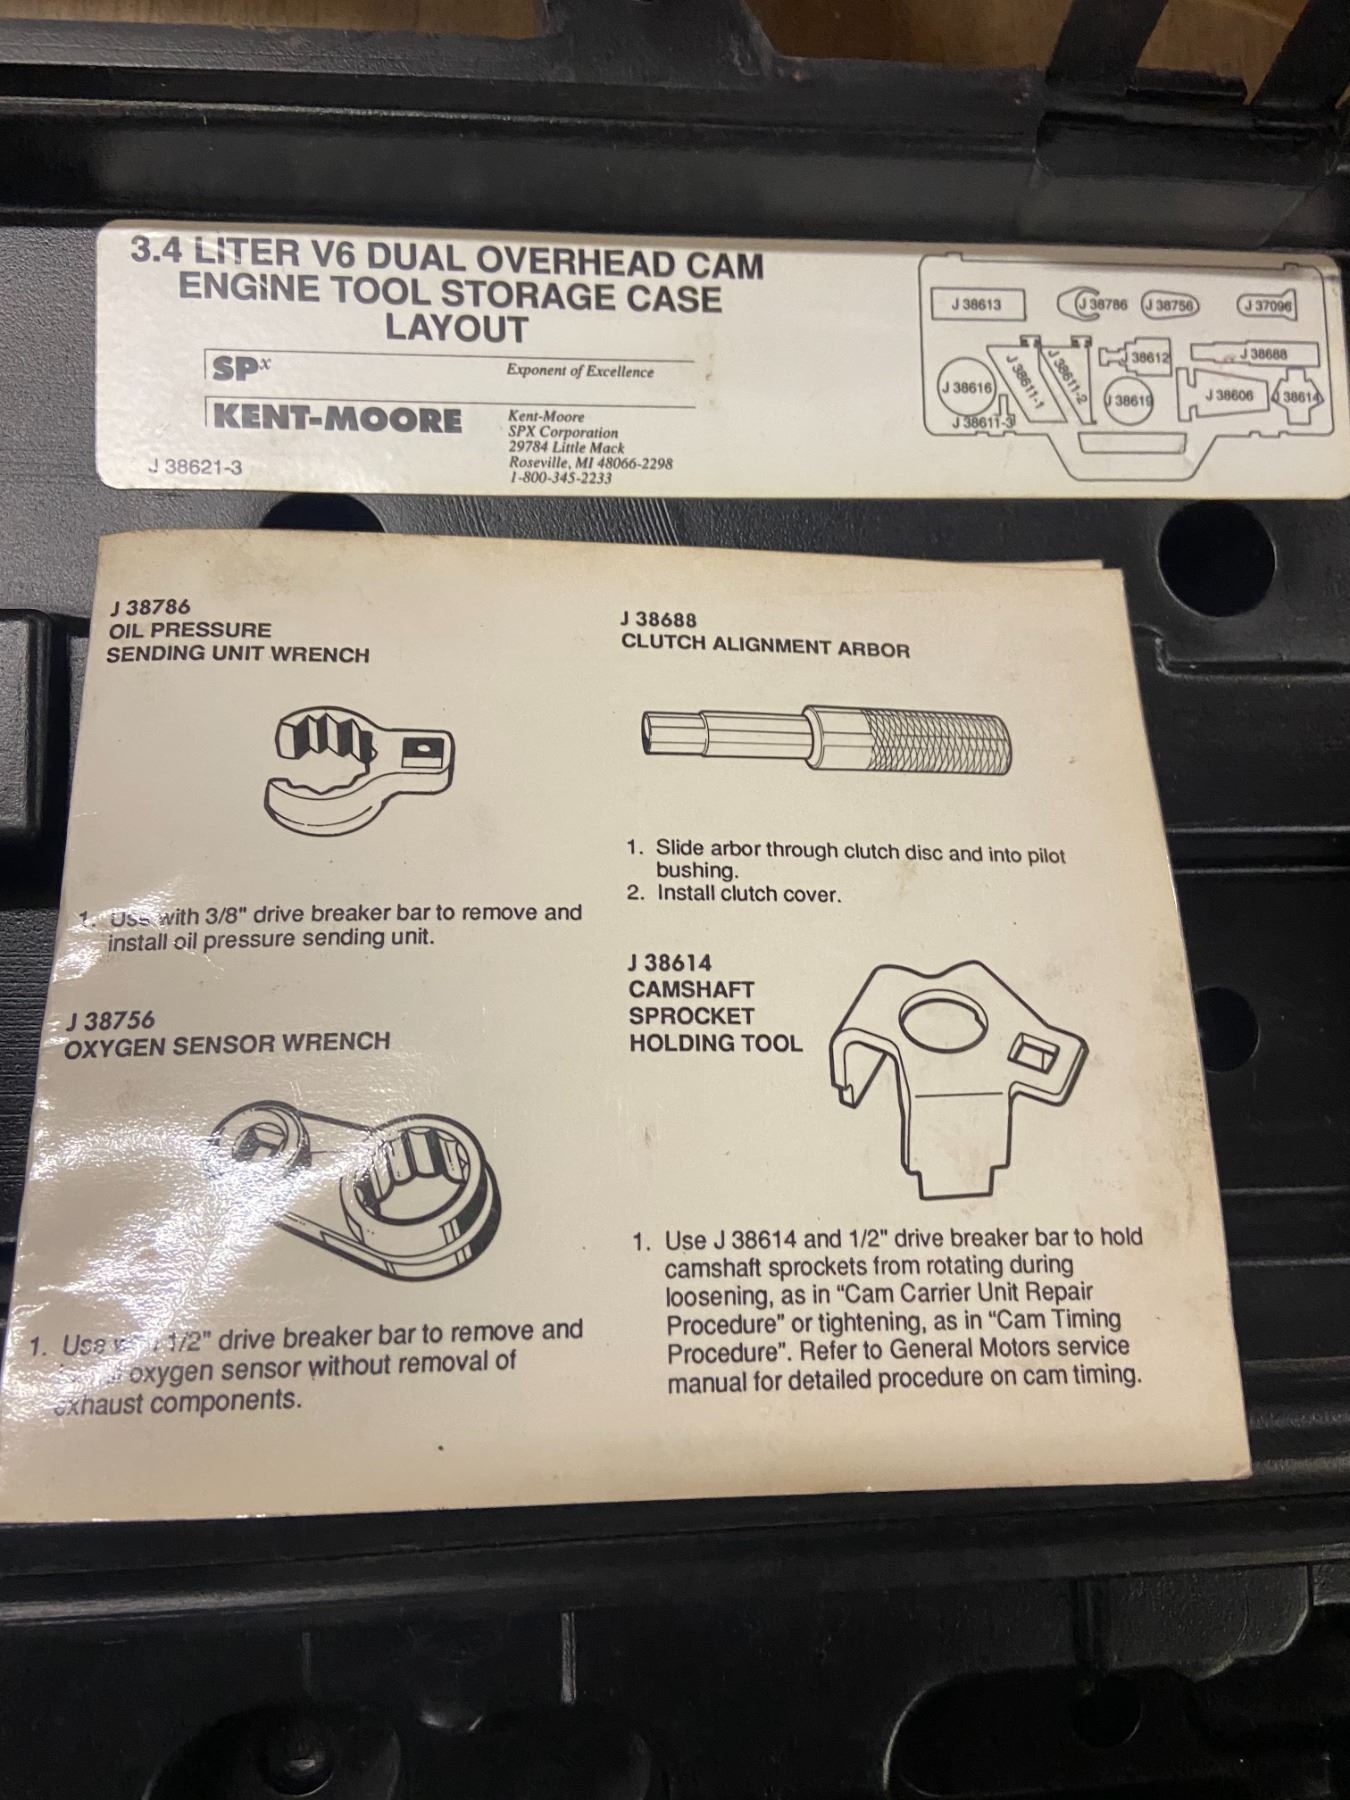 3.4 LITER V6 DUAL OVERHEAD CAM
ENGINE TOOL STORAGE CASE
LAYOUT
SPx
Exponent of Excellence
KENT-MOORE
Kent-Moore
SPX Corporation
29784 Little Mack
Roseville, MI 48066-2298
1-800-345-2233
J 38621-3
J 38613
J 38786
J 38756
J 37096
J 38616
J 38611-1
J 38611-2
J 38612
J 38688
J 38611-3
J 38619
J 38606
J 38614
J 38786
OIL PRESSURE
SENDING UNIT WRENCH
1. Use with 3/8" drive breaker bar to remove and
install oil pressure sending unit.
J 38756
OXYGEN SENSOR WRENCH
1. Use 1/2" drive breaker bar to remove and
oxygen sensor without removal of
exhaust components.
J 38688
CLUTCH ALIGNMENT ARBOR
1. Slide arbor through clutch disc and into pilot
bushing.
2. Install clutch cover.
J 38614
CAMSHAFT
SPROCKET
HOLDING TOOL
1. Use J 38614 and 1/2" drive breaker bar to hold
camshaft sprockets from rotating during
loosening, as in “Cam Carrier Unit Repair
Procedure” or tightening, as in “Cam Timing
Procedure”. Refer to General Motors service
manual for detailed procedure on cam timing.